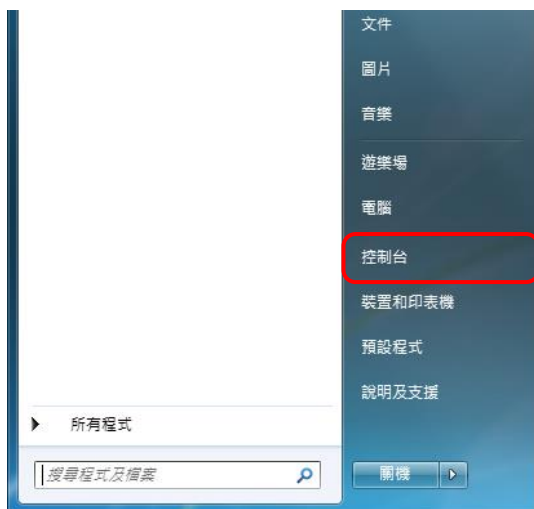 文件
圖片
音樂
遊樂場
電腦
控制台
裝置和印表機
預設程式
說明及支援
所有程式
搜尋程式及檔案
關機